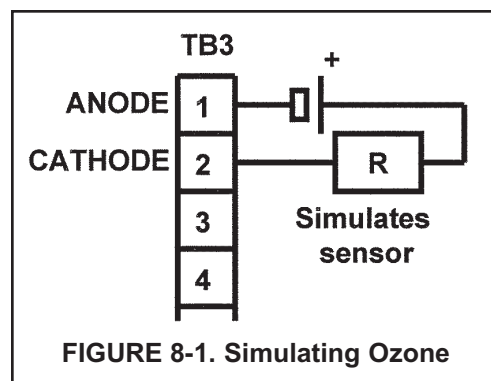 TB3
+
ANODE 1
CATHODE 2 R
3 Simulates
4 sensor
FIGURE 8-1. Simulating Ozone